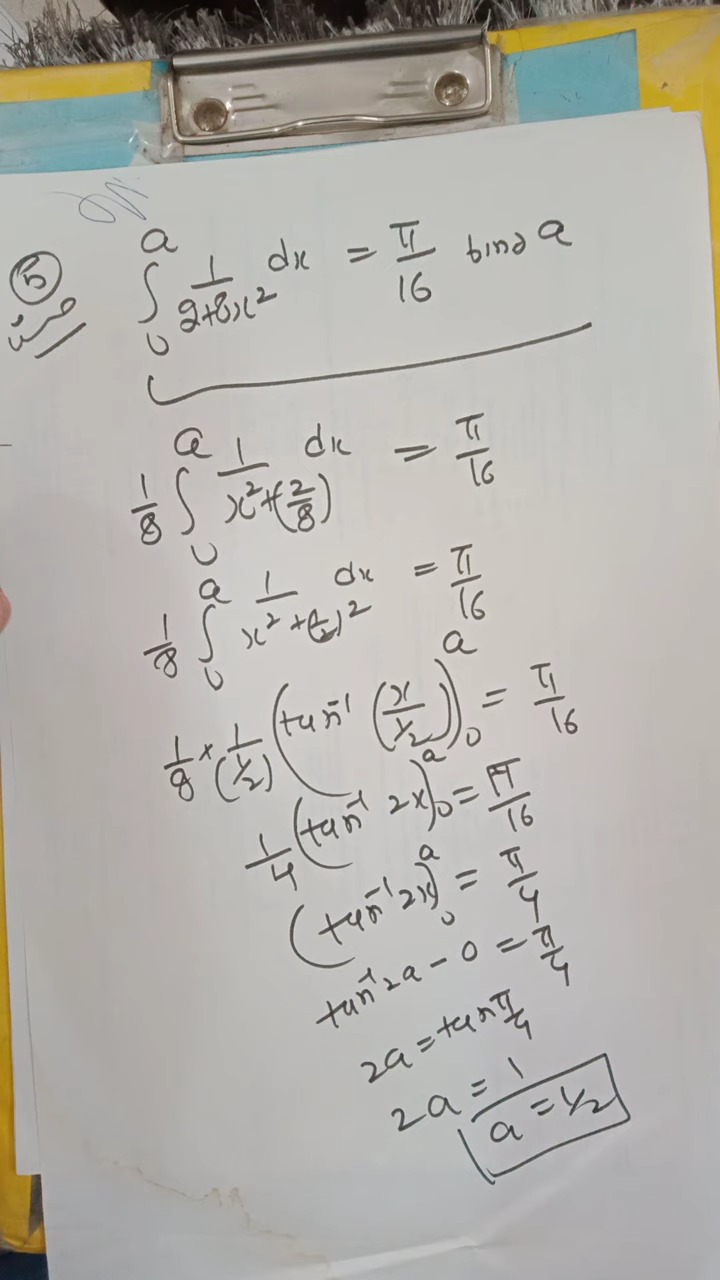 5 ∫₀ᵃ 1/(2+8x²) dx = π/16 find a
1/8 ∫₀ᵃ 1/(x²+(2/8)) dx = π/16
1/8 ∫₀ᵃ 1/(x²+(1/2)²) dx = π/16
1/8 × 1/(1/2) (tan⁻¹ (x/(1/2)))₀ᵃ = π/16
1/4 (tan⁻¹ 2x)₀ᵃ = π/16
(tan⁻¹ 2x)₀ᵃ = π/4
tan⁻¹ 2a - 0 = π/4
2a = tan π/4
2a = 1
a = 1/2